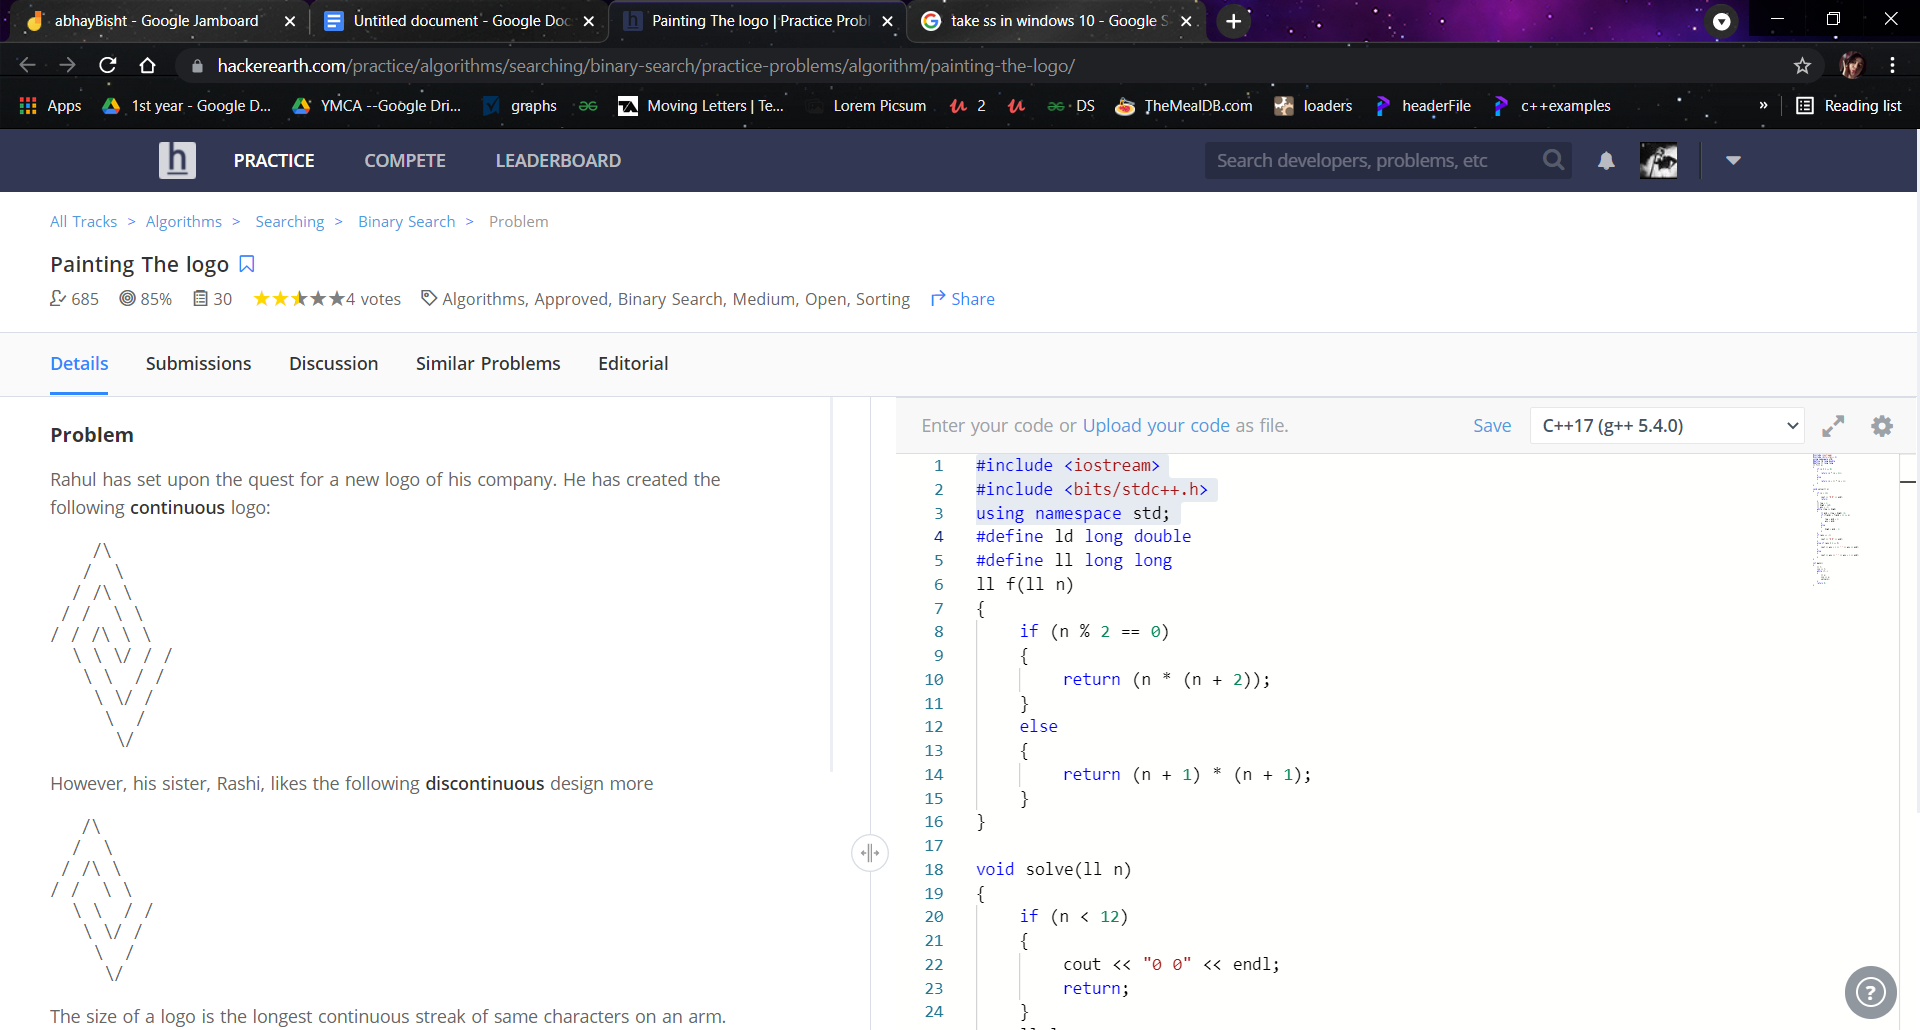 abhayBisht - Google Jamboard
Untitled document - Google Doc
Painting The logo | Practice Probl
take ss in windows 10 - Google S
hackerearth.com/practice/algorithms/searching/binary-search/practice-problems/algorithm/painting-the-logo/
Apps 1st year - Google D... YMCA --Google Dri... graphs Moving Letters | Te... Lorem Picsum 2 DS TheMealDB.com loaders headerFile c++examples » Reading list
h PRACTICE COMPETE LEADERBOARD Search developers, problems, etc
All Tracks > Algorithms > Searching > Binary Search > Problem
Painting The logo
685 85% 30 4 votes Algorithms, Approved, Binary Search, Medium, Open, Sorting Share
Details Submissions Discussion Similar Problems Editorial
Problem
Rahul has set upon the quest for a new logo of his company. He has created the
following continuous logo:
/\
/ \
/ /\ \
/ / \ \
/ / /\ \ \
\ \ \/ / /
\ \ / /
\ \/ /
\ /
\/
However, his sister, Rashi, likes the following discontinuous design more
/\
/ \
/ /\ \
/ / \ \
\ \ / /
\ \/ /
\ /
\/
The size of a logo is the longest continuous streak of same characters on an arm.
Enter your code or Upload your code as file. Save C++17 (g++ 5.4.0)
1 #include <iostream>
2 #include <bits/stdc++.h>
3 using namespace std;
4 #define ld long double
5 #define ll long long
6 ll f(ll n)
7 {
8 if (n % 2 == 0)
9 {
10 return (n * (n + 2));
11 }
12 else
13 {
14 return (n + 1) * (n + 1);
15 }
16 }
17
18 void solve(ll n)
19 {
20 if (n < 12)
21 {
22 cout << "0 0" << endl;
23 return;
24 }
?